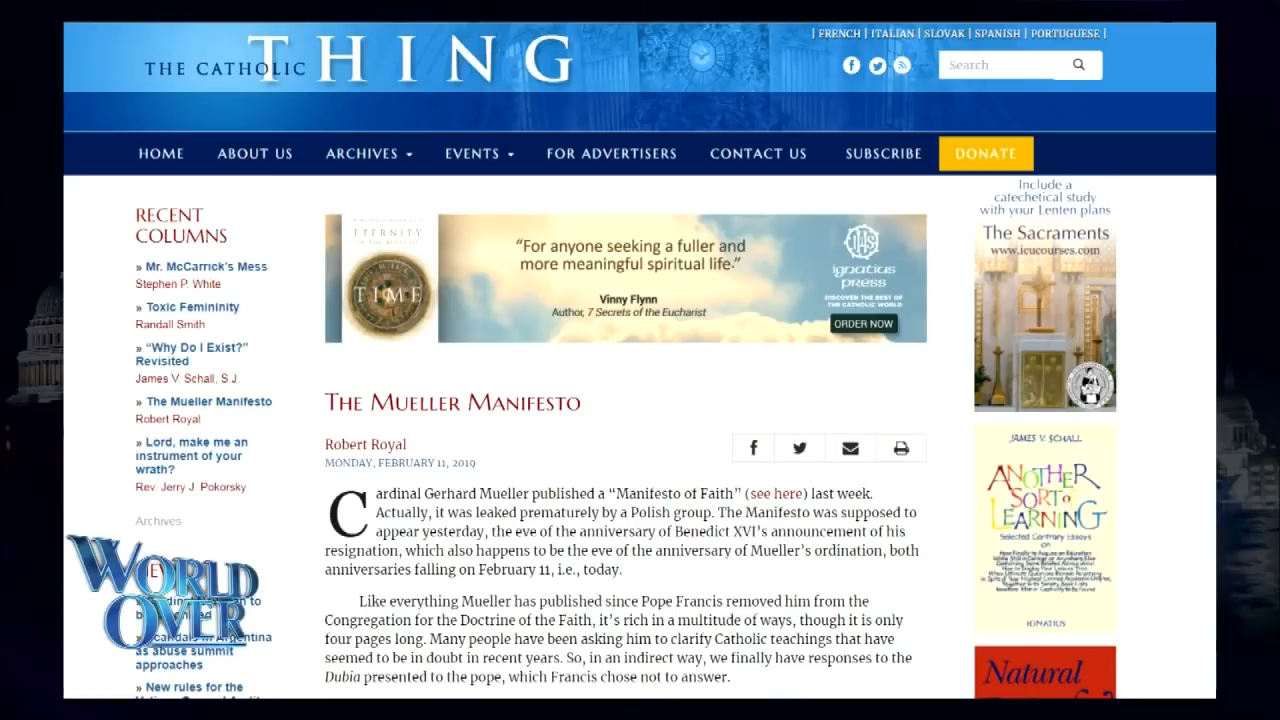 THE CATHOLIC THING
| FRENCH | ITALIAN | SLOVAK | SPANISH | PORTUGUESE |
Search
HOME
ABOUT US
ARCHIVES
EVENTS
FOR ADVERTISERS
CONTACT US
SUBSCRIBE
DONATE
RECENT
COLUMNS
» Mr. McCarrick's Mess
Stephen P. White
» Toxic Femininity
Randall Smith
» “Why Do I Exist?”
Revisited
James V. Schall, S.J.
» The Mueller Manifesto
Robert Royal
» Lord, make me an
instrument of your
wrath?
Rev. Jerry J. Pokorsky
Archives
WORLD
OVER
as abuse summit
approaches
» New rules for the
ETERNITY
TIME
“For anyone seeking a fuller and
more meaningful spiritual life.”
Vinny Flynn
Author, 7 Secrets of the Eucharist
ignatius
press
DISCOVER THE BEST OF
THE CATHOLIC WORLD
ORDER NOW
The Mueller Manifesto
Robert Royal
MONDAY, FEBRUARY 11, 2019
Cardinal Gerhard Mueller published a “Manifesto of Faith” (see here) last week.
Actually, it was leaked prematurely by a Polish group. The Manifesto was supposed to
appear yesterday, the eve of the anniversary of Benedict XVI’s announcement of his
resignation, which also happens to be the eve of the anniversary of Mueller’s ordination, both
anniversaries falling on February 11, i.e., today.
Like everything Mueller has published since Pope Francis removed him from the
Congregation for the Doctrine of the Faith, it’s rich in a multitude of ways, though it is only
four pages long. Many people have been asking him to clarify Catholic teachings that have
seemed to be in doubt in recent years. So, in an indirect way, we finally have responses to the
Dubia presented to the pope, which Francis chose not to answer.
Include a
catechetical study
with your Lenten plans
The Sacraments
www.icucourses.com
JAMES V. SCHALL
ANOTHER
SORT of
LEARNING
Selected Contrary Essays
on
IGNATIUS
Natural